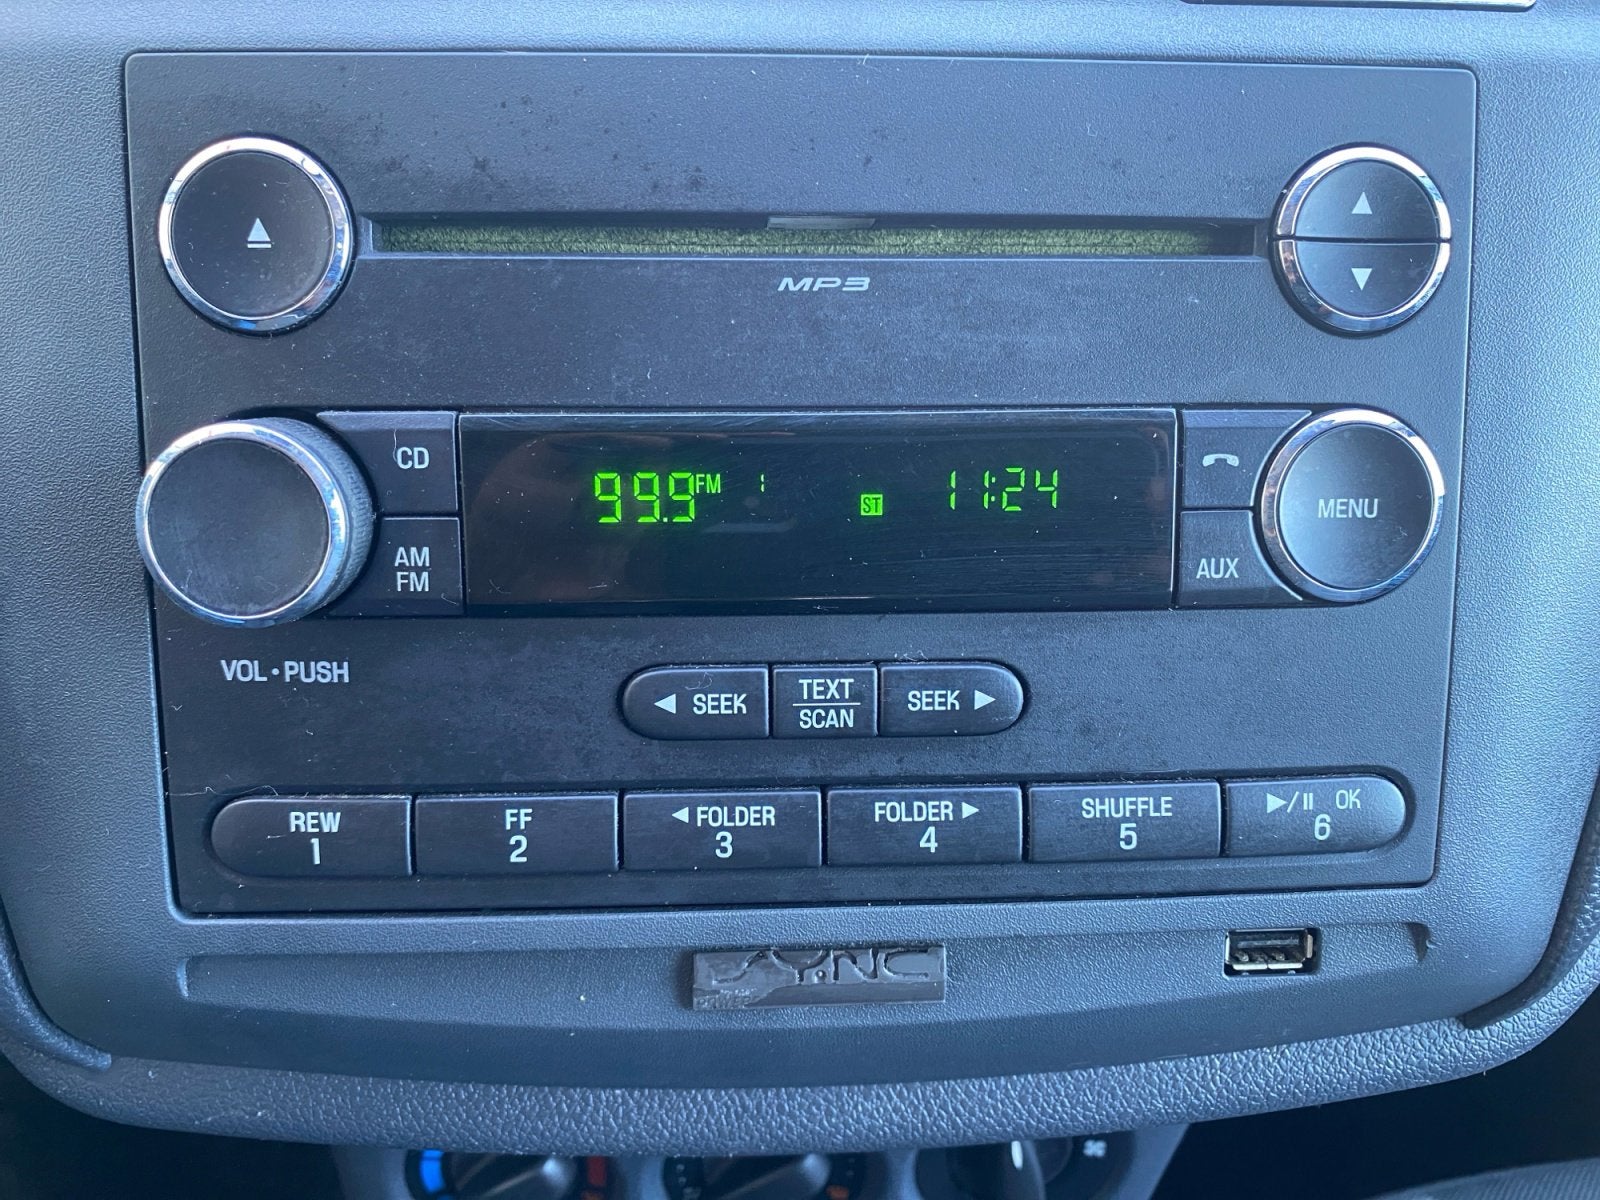 MP3
CD
99.9 FM 1 ST 11:24
MENU
AM
FM
AUX
VOL • PUSH
◀ SEEK
TEXT
SCAN
SEEK ▶
REW
1
FF
2
◀ FOLDER
3
FOLDER ▶
4
SHUFFLE
5
▶/II OK
6
SYNC